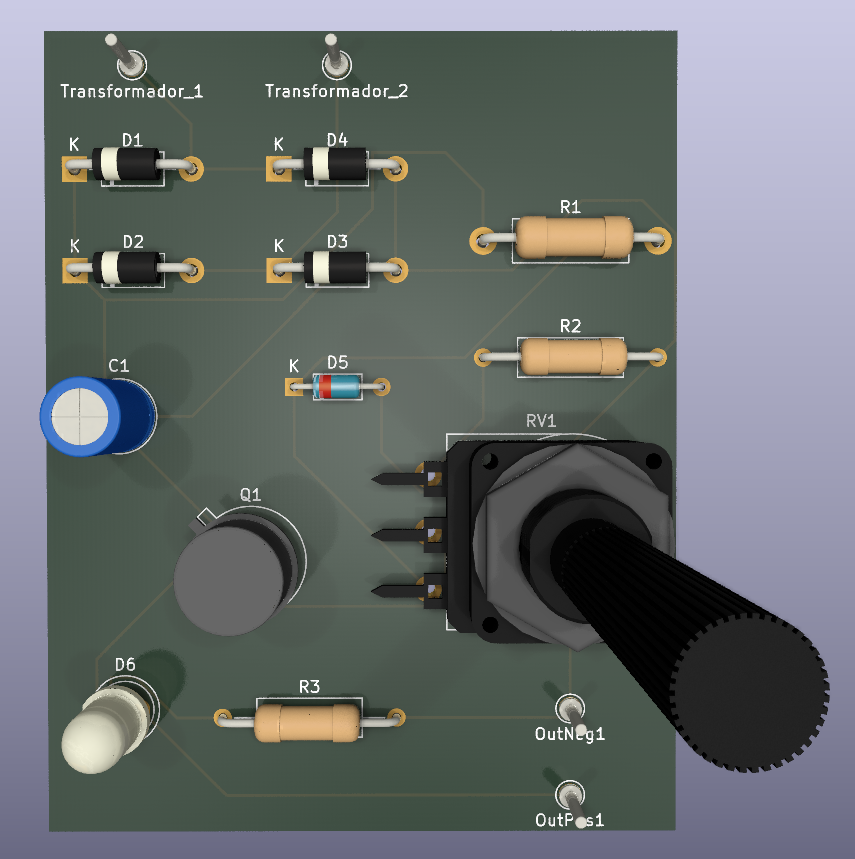 Transformador_1 Transformador_2
K D1 K D4
K D2 K D3
R1
R2
C1
K D5
RV1
Q1
D6
R3
OutNeg1
OutPos1